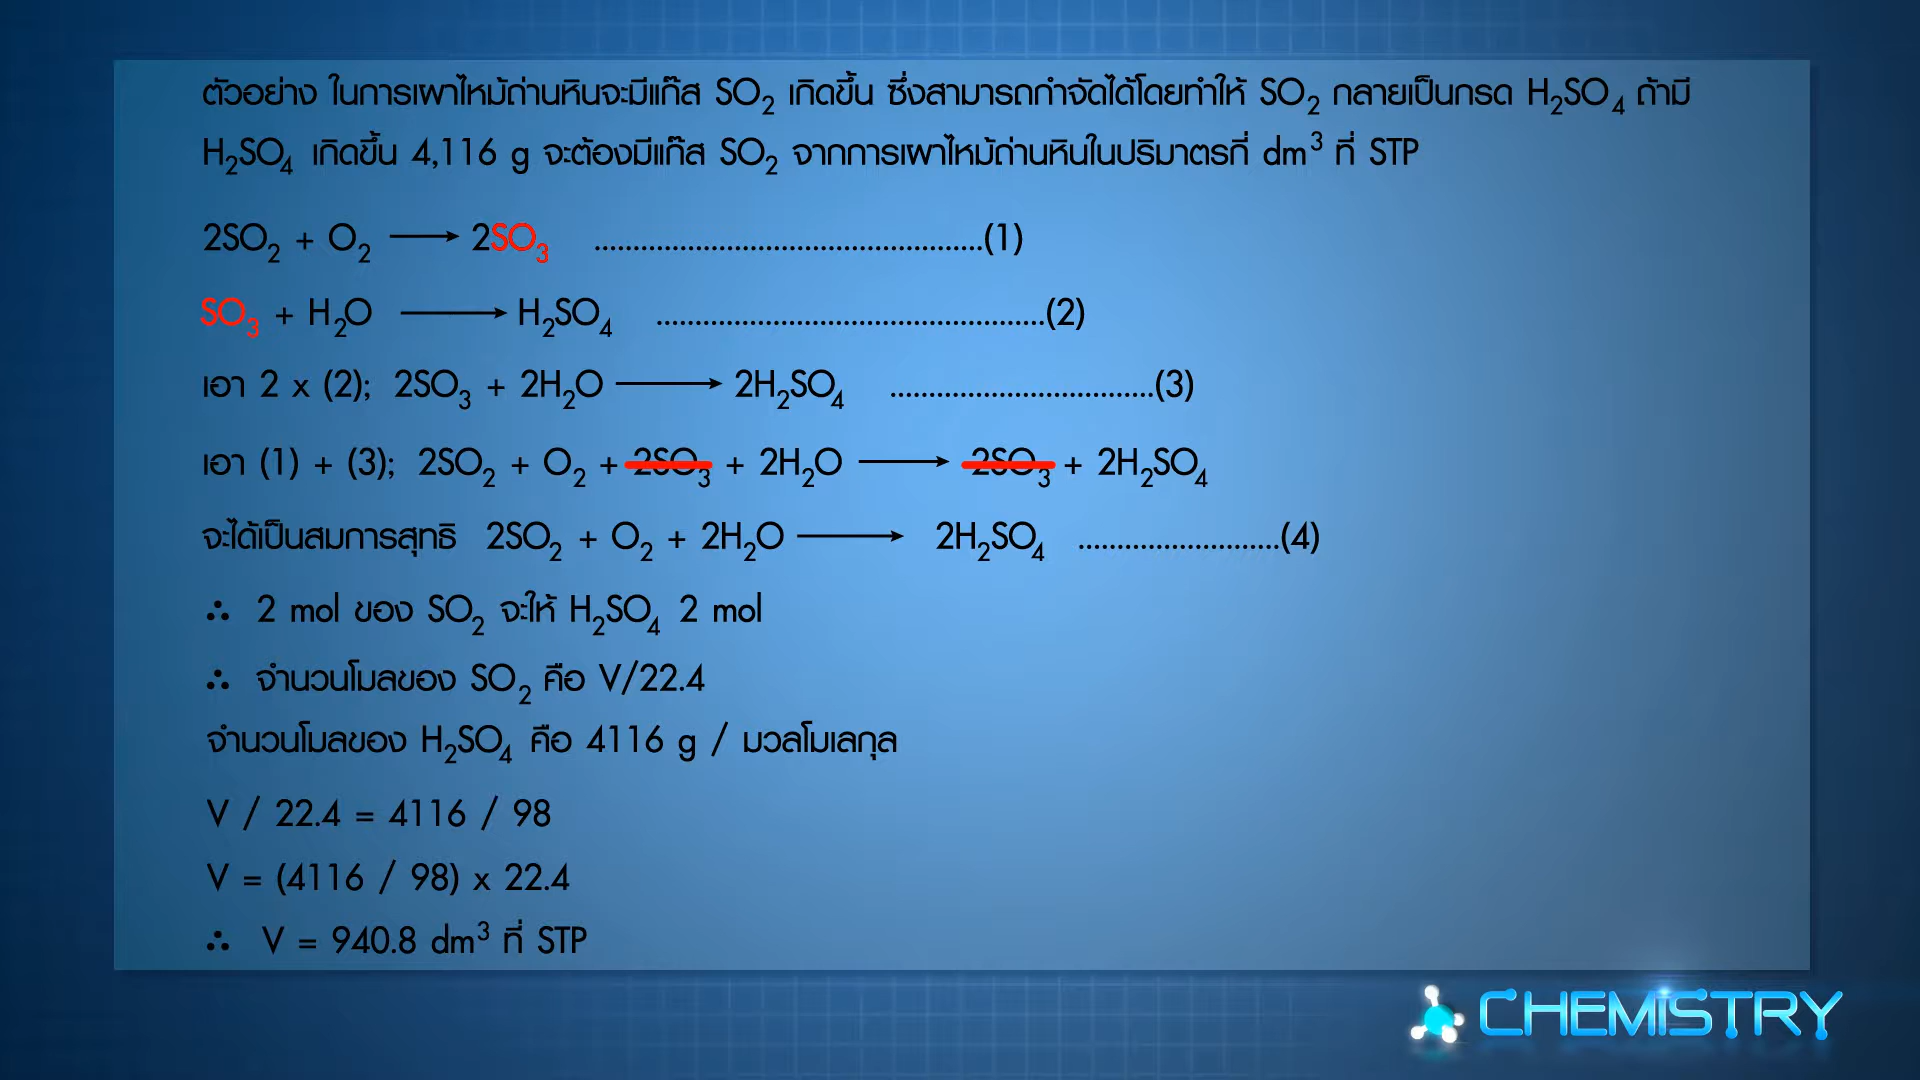 ตัวอย่าง ในการเผาไหม้ถ่านหินจะมีแก๊ส SO₂ เกิดขึ้น ซึ่งสามารถกำจัดได้โดยทำให้ SO₂ กลายเป็นกรด H₂SO₄ ถ้ามี
H₂SO₄ เกิดขึ้น 4,116 g จะต้องมีแก๊ส SO₂ จากการเผาไหม้ถ่านหินในปริมาตรกี่ dm³ ที่ STP
2SO₂ + O₂ ⟶ 2SO₃ ..................................................(1)
SO₃ + H₂O ⟶ H₂SO₄ ..................................................(2)
เอา 2 x (2); 2SO₃ + 2H₂O ⟶ 2H₂SO₄ ..................................(3)
เอา (1) + (3); 2SO₂ + O₂ + 2SO₃ + 2H₂O ⟶ 2SO₃ + 2H₂SO₄
จะได้เป็นสมการสุทธิ 2SO₂ + O₂ + 2H₂O ⟶ 2H₂SO₄ ..........................(4)
∴ 2 mol ของ SO₂ จะให้ H₂SO₄ 2 mol
∴ จำนวนโมลของ SO₂ คือ V/22.4
จำนวนโมลของ H₂SO₄ คือ 4116 g / มวลโมเลกุล
V / 22.4 = 4116 / 98
V = (4116 / 98) x 22.4
∴ V = 940.8 dm³ ที่ STP
CHEMISTRY